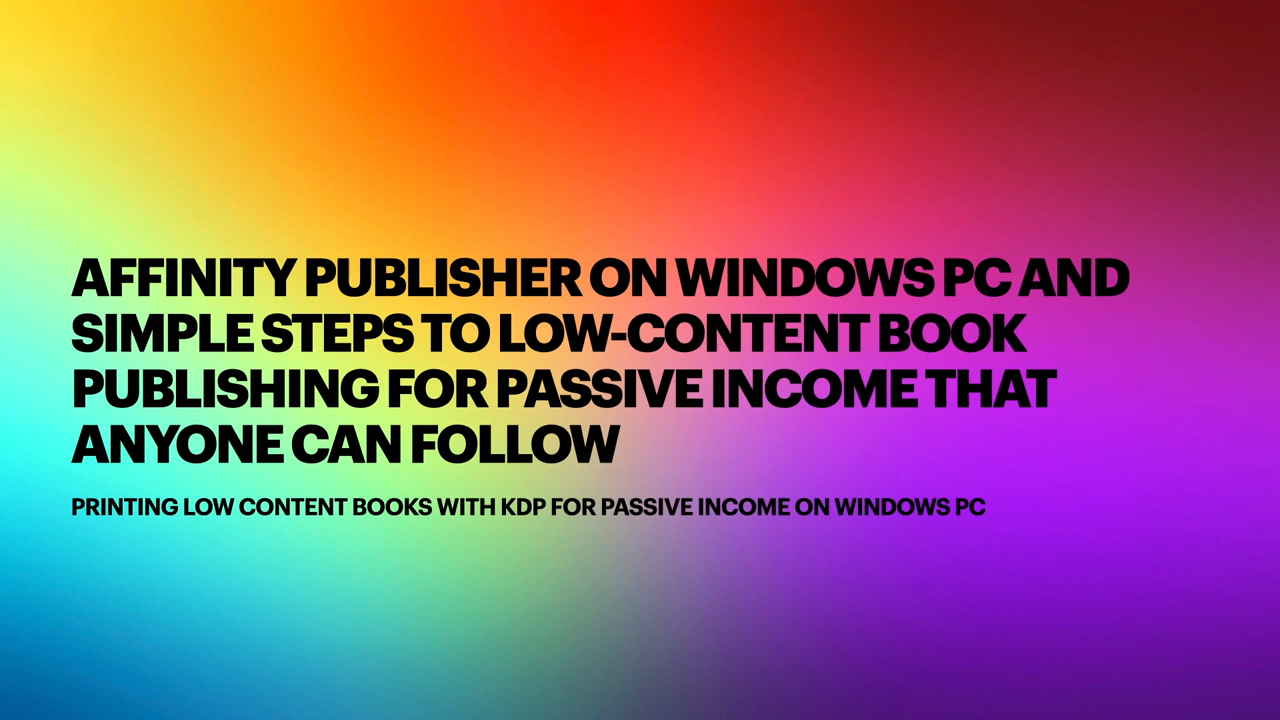 AFFINITY PUBLISHER ON WINDOWS PC AND
SIMPLE STEPS TO LOW-CONTENT BOOK
PUBLISHING FOR PASSIVE INCOME THAT
ANYONE CAN FOLLOW
PRINTING LOW CONTENT BOOKS WITH KDP FOR PASSIVE INCOME ON WINDOWS PC